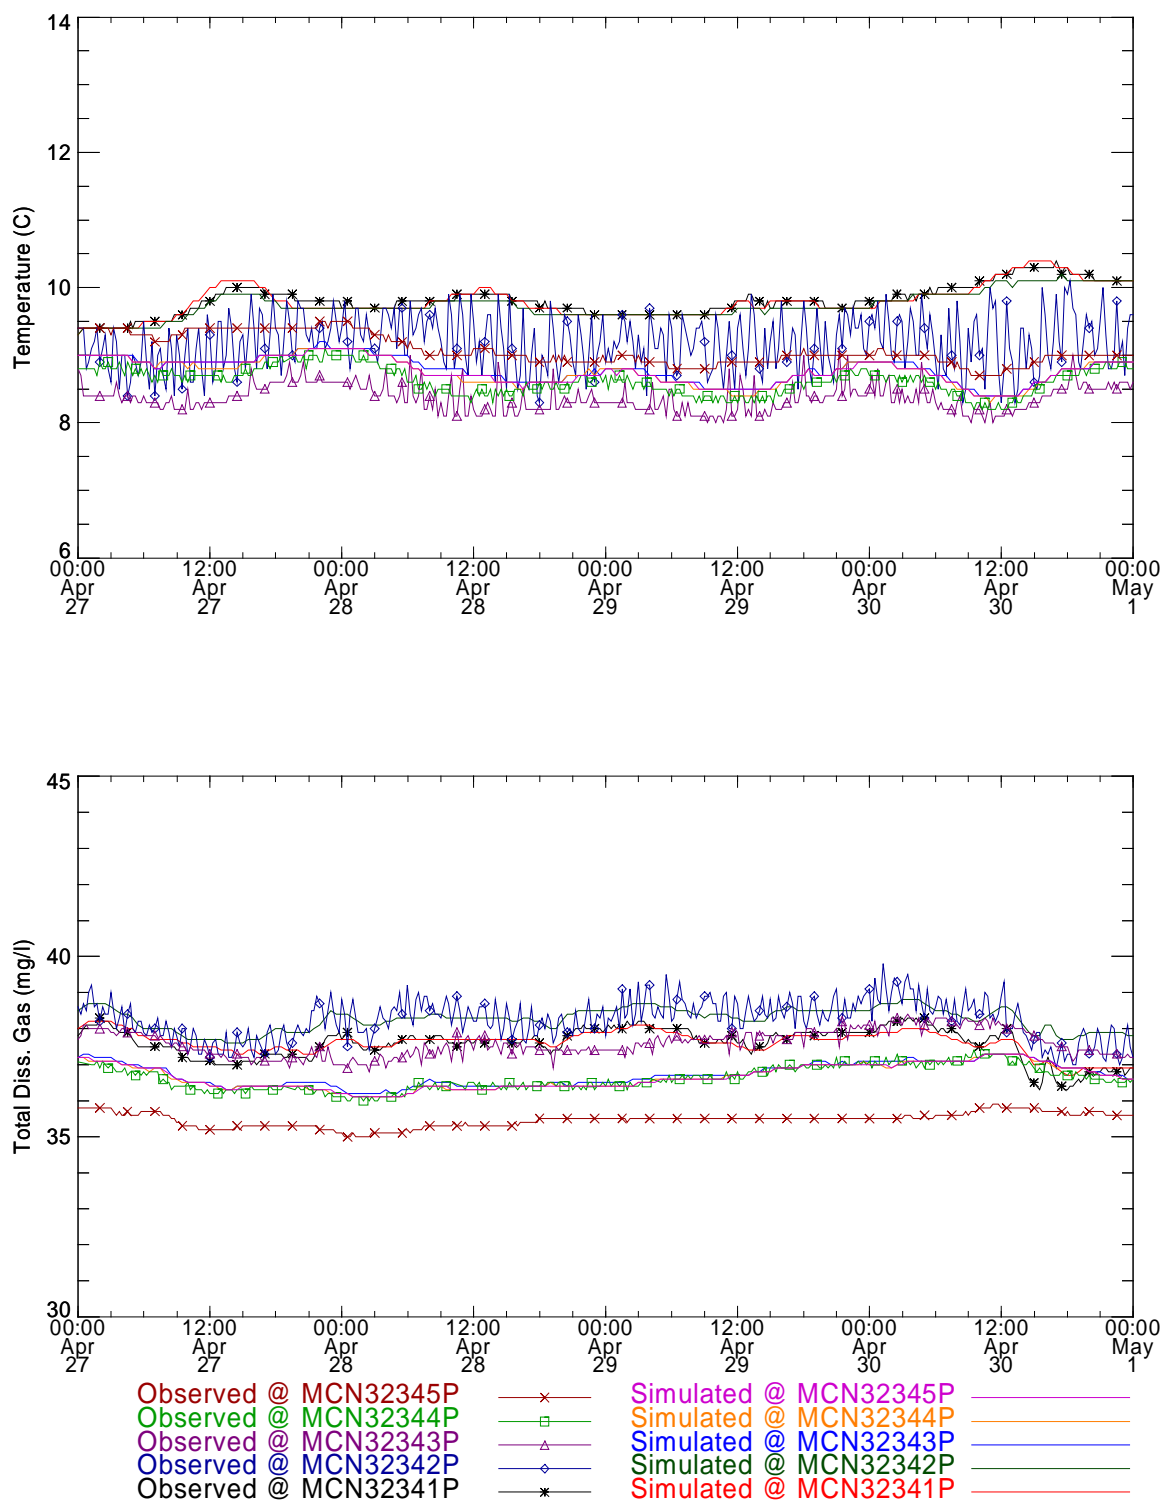 14
12
10
8
6
Temperature (C)
00:00 12:00 00:00 12:00 00:00 12:00 00:00 12:00 00:00
Apr Apr Apr Apr Apr Apr Apr Apr May
27 27 28 28 29 29 30 30 1
45
40
35
30
Total Diss. Gas (mg/l)
00:00 12:00 00:00 12:00 00:00 12:00 00:00 12:00 00:00
Apr Apr Apr Apr Apr Apr Apr Apr May
27 27 28 28 29 29 30 30 1
Observed @ MCN32345P Simulated @ MCN32345P
Observed @ MCN32344P Simulated @ MCN32344P
Observed @ MCN32343P Simulated @ MCN32343P
Observed @ MCN32342P Simulated @ MCN32342P
Observed @ MCN32341P Simulated @ MCN32341P